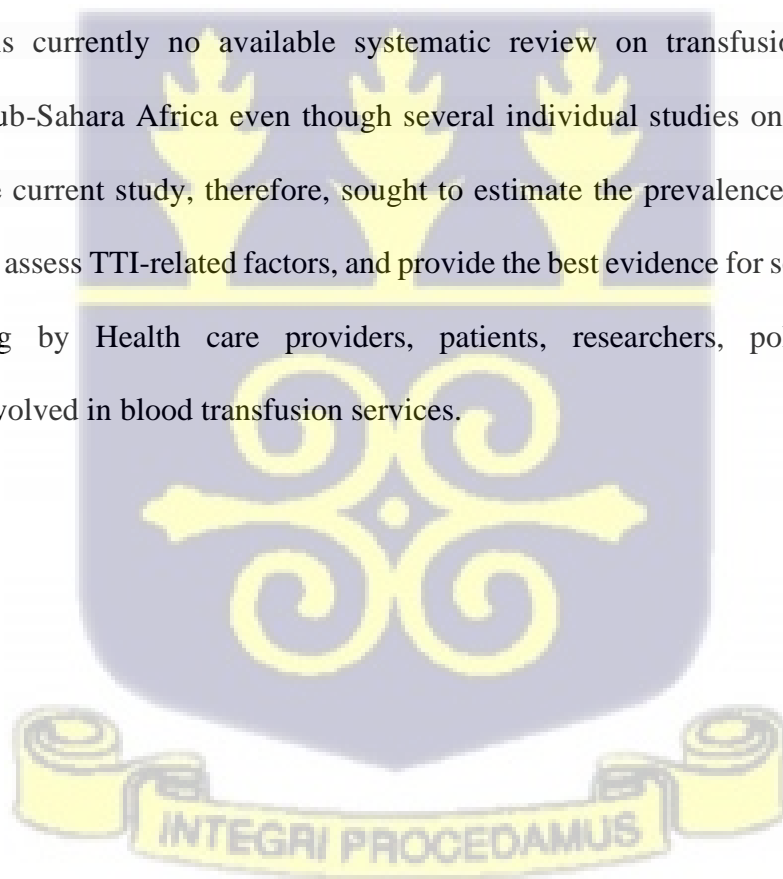 is currently no available systematic review on transfusio
ub-Sahara Africa even though several individual studies on
current study, therefore, sought to estimate the prevalence
assess TTI-related factors, and provide the best evidence for s
g by Health care providers, patients, researchers, po
volved in blood transfusion services.
INTEGRI PROCEDAMUS